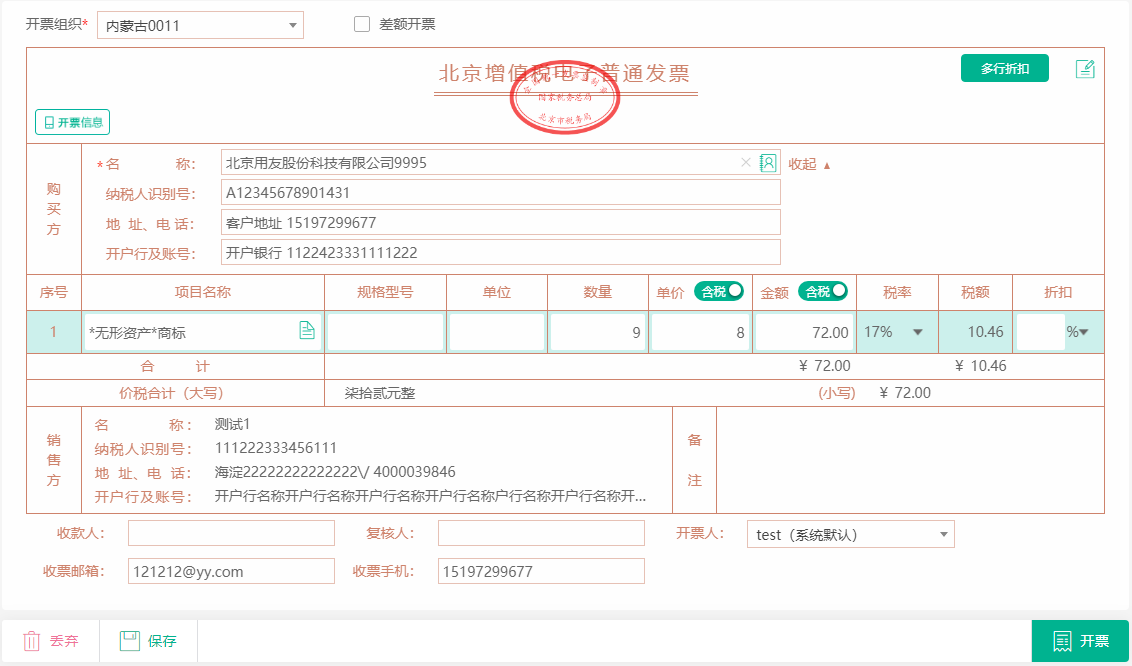 开票组织* 内蒙古0011 差额开票
北京增值税电子普通发票 多行折扣
国家税务总局
北京市税务局
开票信息
购买方
*名 称： 北京用友股份科技有限公司9995 × 收起 ▲
纳税人识别号： A12345678901431
地 址、电 话： 客户地址 15197299677
开户行及账号： 开户银行 1122423331111222
序号 项目名称 规格型号 单位 数量 单价 含税 金额 含税 税率 税额 折扣
1 *无形资产*商标 9 8 72.00 17% 10.46 %
合 计 ¥ 72.00 ¥ 10.46
价税合计（大写） 柒拾贰元整 (小写) ¥ 72.00
销售方
名 称： 测试1
纳税人识别号： 111222333456111
地 址、电 话： 海淀22222222222222\/ 4000039846
开户行及账号： 开户行名称开户行名称开户行名称开户行名称户行名称开户行名称开...
备注
收款人： 复核人： 开票人： test（系统默认）
收票邮箱： 121212@yy.com 收票手机： 15197299677
丢弃 保存 开票